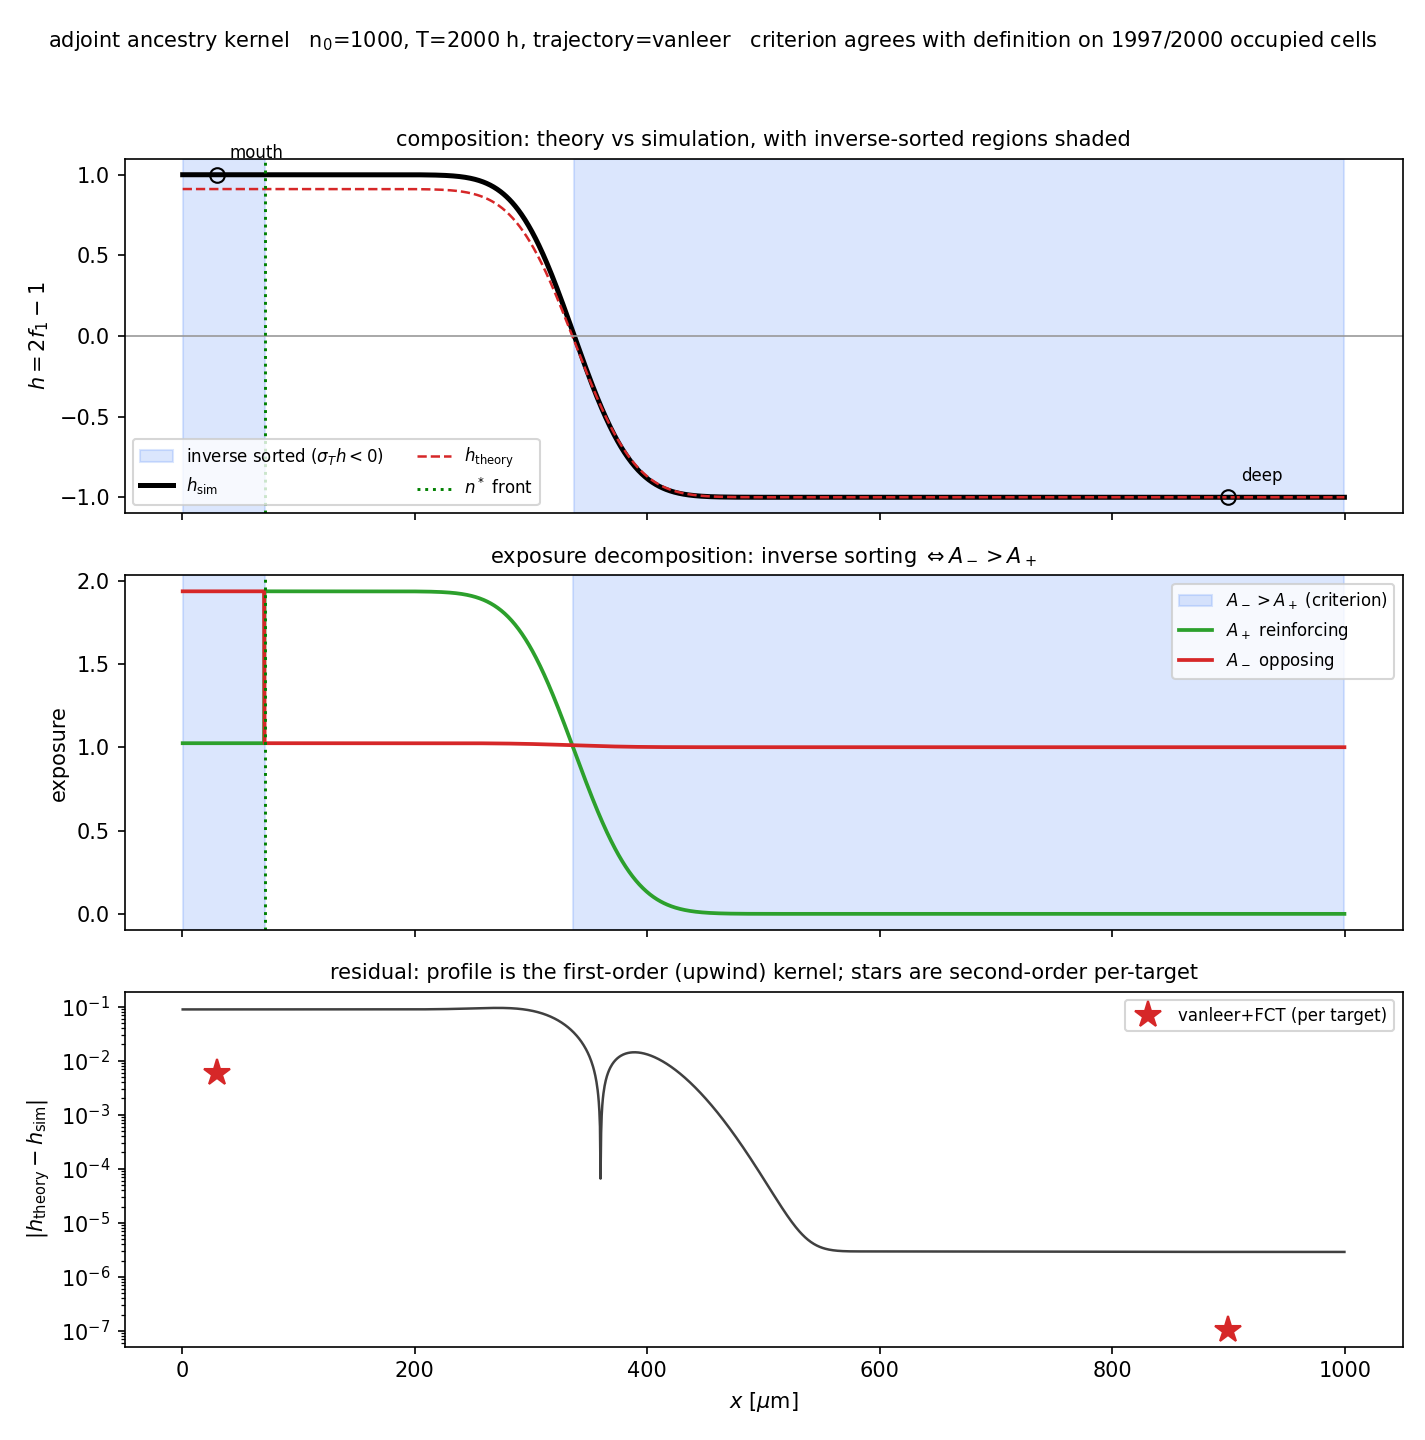 adjoint ancestry kernel   n₀=1000, T=2000 h, trajectory=vanleer   criterion agrees with definition on 1997/2000 occupied cells
composition: theory vs simulation, with inverse-sorted regions shaded
mouth
deep
h = 2f₁ − 1
1.0
0.5
0.0
−0.5
−1.0
inverse sorted (σ_T h < 0)
h_sim
h_theory
n* front
exposure decomposition: inverse sorting ⇔ A₋ > A₊
exposure
2.0
1.5
1.0
0.5
0.0
A₋ > A₊ (criterion)
A₊ reinforcing
A₋ opposing
residual: profile is the first-order (upwind) kernel; stars are second-order per-target
|h_theory − h_sim|
10⁻¹
10⁻²
10⁻³
10⁻⁴
10⁻⁵
10⁻⁶
10⁻⁷
vanleer+FCT (per target)
0 200 400 600 800 1000
x [μm]